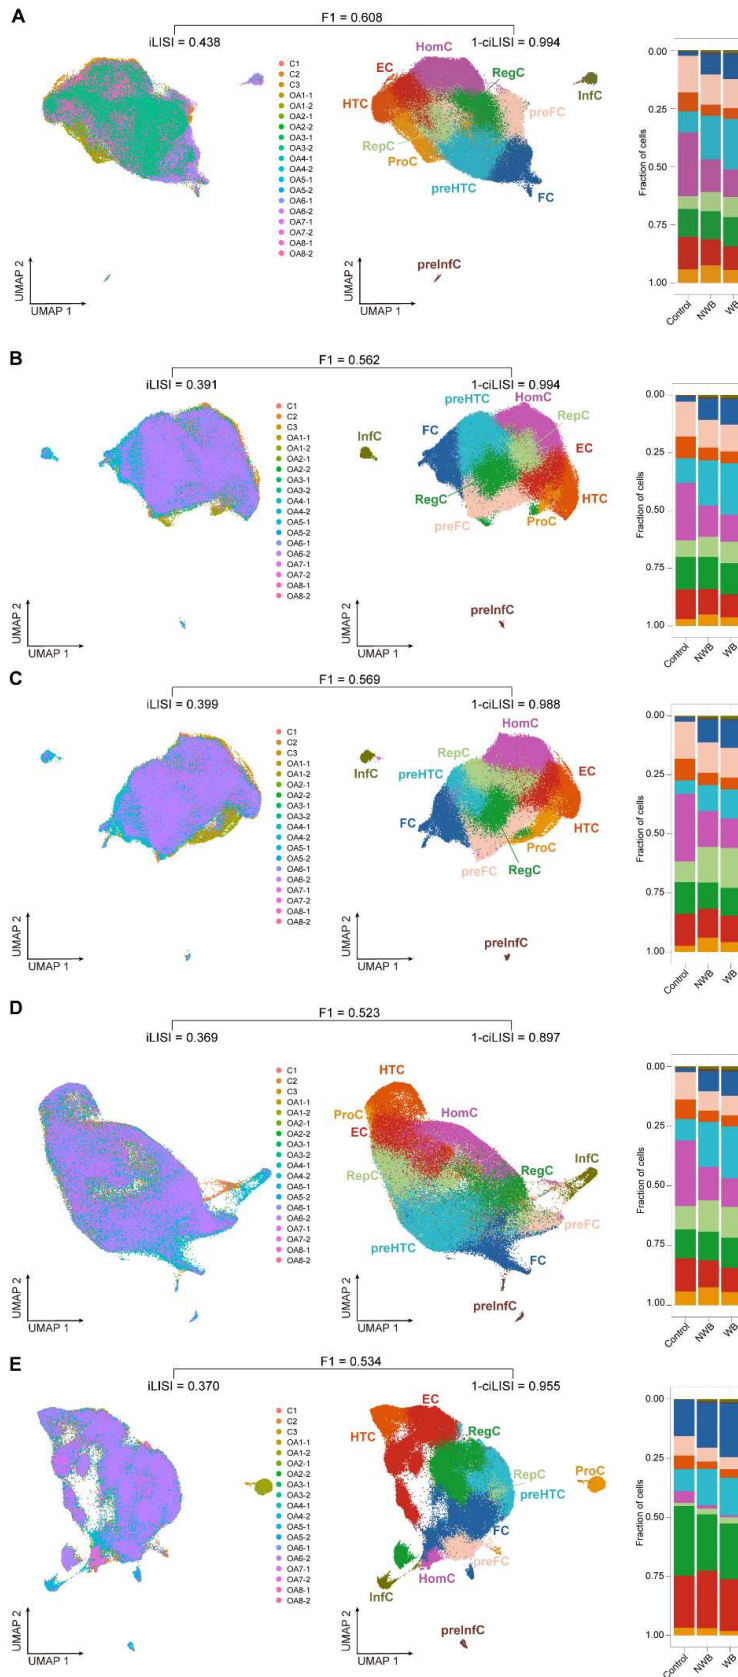 A
F1 = 0.608
iLISI = 0.438
1-ciLISI = 0.994
C1
C2
C3
OA1-1
OA1-2
OA2-1
OA2-2
OA3-1
OA3-2
OA4-1
OA4-2
OA5-1
OA5-2
OA6-1
OA6-2
OA7-1
OA7-2
OA8-1
OA8-2
HomC
EC
RegC
InfC
HTC
preFC
RepC
ProC
preHTC
FC
preInfC
UMAP 2
UMAP 1
UMAP 2
UMAP 1
Fraction of cells
0.00
0.25
0.50
0.75
1.00
Control
NWB
WB
B
F1 = 0.562
iLISI = 0.391
1-ciLISI = 0.994
C1
C2
C3
OA1-1
OA1-2
OA2-1
OA2-2
OA3-1
OA3-2
OA4-1
OA4-2
OA5-1
OA5-2
OA6-1
OA6-2
OA7-1
OA7-2
OA8-1
OA8-2
preHTC
HomC
RepC
FC
InfC
EC
RegC
HTC
ProC
preFC
preInfC
UMAP 2
UMAP 1
UMAP 2
UMAP 1
Fraction of cells
0.00
0.25
0.50
0.75
1.00
Control
NWB
WB
C
F1 = 0.569
iLISI = 0.399
1-ciLISI = 0.988
C1
C2
C3
OA1-1
OA1-2
OA2-1
OA2-2
OA3-1
OA3-2
OA4-1
OA4-2
OA5-1
OA5-2
OA6-1
OA6-2
OA7-1
OA7-2
OA8-1
OA8-2
HomC
RepC
InfC
preHTC
EC
FC
HTC
ProC
preFC
RegC
preInfC
UMAP 2
UMAP 1
UMAP 2
UMAP 1
Fraction of cells
0.00
0.25
0.50
0.75
1.00
Control
NWB
WB
D
F1 = 0.523
iLISI = 0.369
1-ciLISI = 0.897
C1
C2
C3
OA1-1
OA1-2
OA2-1
OA2-2
OA3-1
OA3-2
OA4-1
OA4-2
OA5-1
OA5-2
OA6-1
OA6-2
OA7-1
OA7-2
OA8-1
OA8-2
HTC
ProC
HomC
EC
InfC
RepC
RegC
preFC
preHTC
FC
preInfC
UMAP 2
UMAP 1
UMAP 2
UMAP 1
Fraction of cells
0.00
0.25
0.50
0.75
1.00
Control
NWB
WB
E
F1 = 0.534
iLISI = 0.370
1-ciLISI = 0.955
C1
C2
C3
OA1-1
OA1-2
OA2-1
OA2-2
OA3-1
OA3-2
OA4-1
OA4-2
OA5-1
OA5-2
OA6-1
OA6-2
OA7-1
OA7-2
OA8-1
OA8-2
EC
HTC
RegC
RepC
ProC
preHTC
FC
preFC
HomC
InfC
preInfC
UMAP 2
UMAP 1
UMAP 2
UMAP 1
Fraction of cells
0.00
0.25
0.50
0.75
1.00
Control
NWB
WB